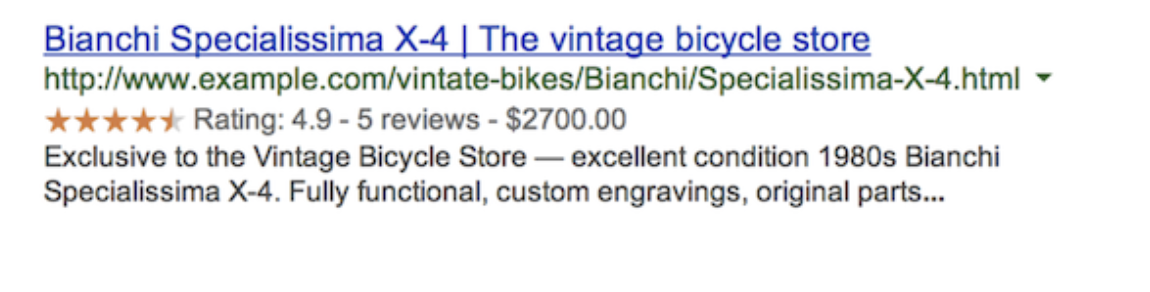 Bianchi Specialissima X-4 | The vintage bicycle store
http://www.example.com/vintate-bikes/Bianchi/Specialissima-X-4.html
Rating: 4.9 - 5 reviews - $2700.00
Exclusive to the Vintage Bicycle Store — excellent condition 1980s Bianchi
Specialissima X-4. Fully functional, custom engravings, original parts...